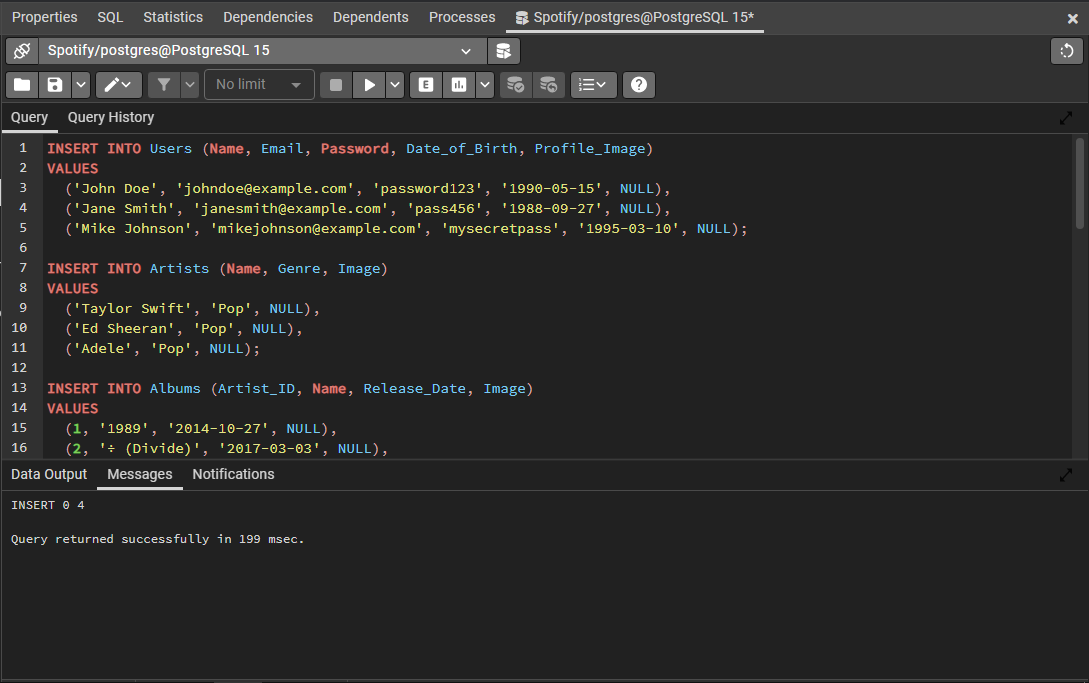 Properties SQL Statistics Dependencies Dependents Processes Spotify/postgres@PostgreSQL 15*
Spotify/postgres@PostgreSQL 15
No limit E
Query Query History
1 INSERT INTO Users (Name, Email, Password, Date_of_Birth, Profile_Image)
2 VALUES
3 ('John Doe', 'johndoe@example.com', 'password123', '1990-05-15', NULL),
4 ('Jane Smith', 'janesmith@example.com', 'pass456', '1988-09-27', NULL),
5 ('Mike Johnson', 'mikejohnson@example.com', 'mysecretpass', '1995-03-10', NULL);
6
7 INSERT INTO Artists (Name, Genre, Image)
8 VALUES
9 ('Taylor Swift', 'Pop', NULL),
10 ('Ed Sheeran', 'Pop', NULL),
11 ('Adele', 'Pop', NULL);
12
13 INSERT INTO Albums (Artist_ID, Name, Release_Date, Image)
14 VALUES
15 (1, '1989', '2014-10-27', NULL),
16 (2, '÷ (Divide)', '2017-03-03', NULL),
Data Output Messages Notifications
INSERT 0 4
Query returned successfully in 199 msec.